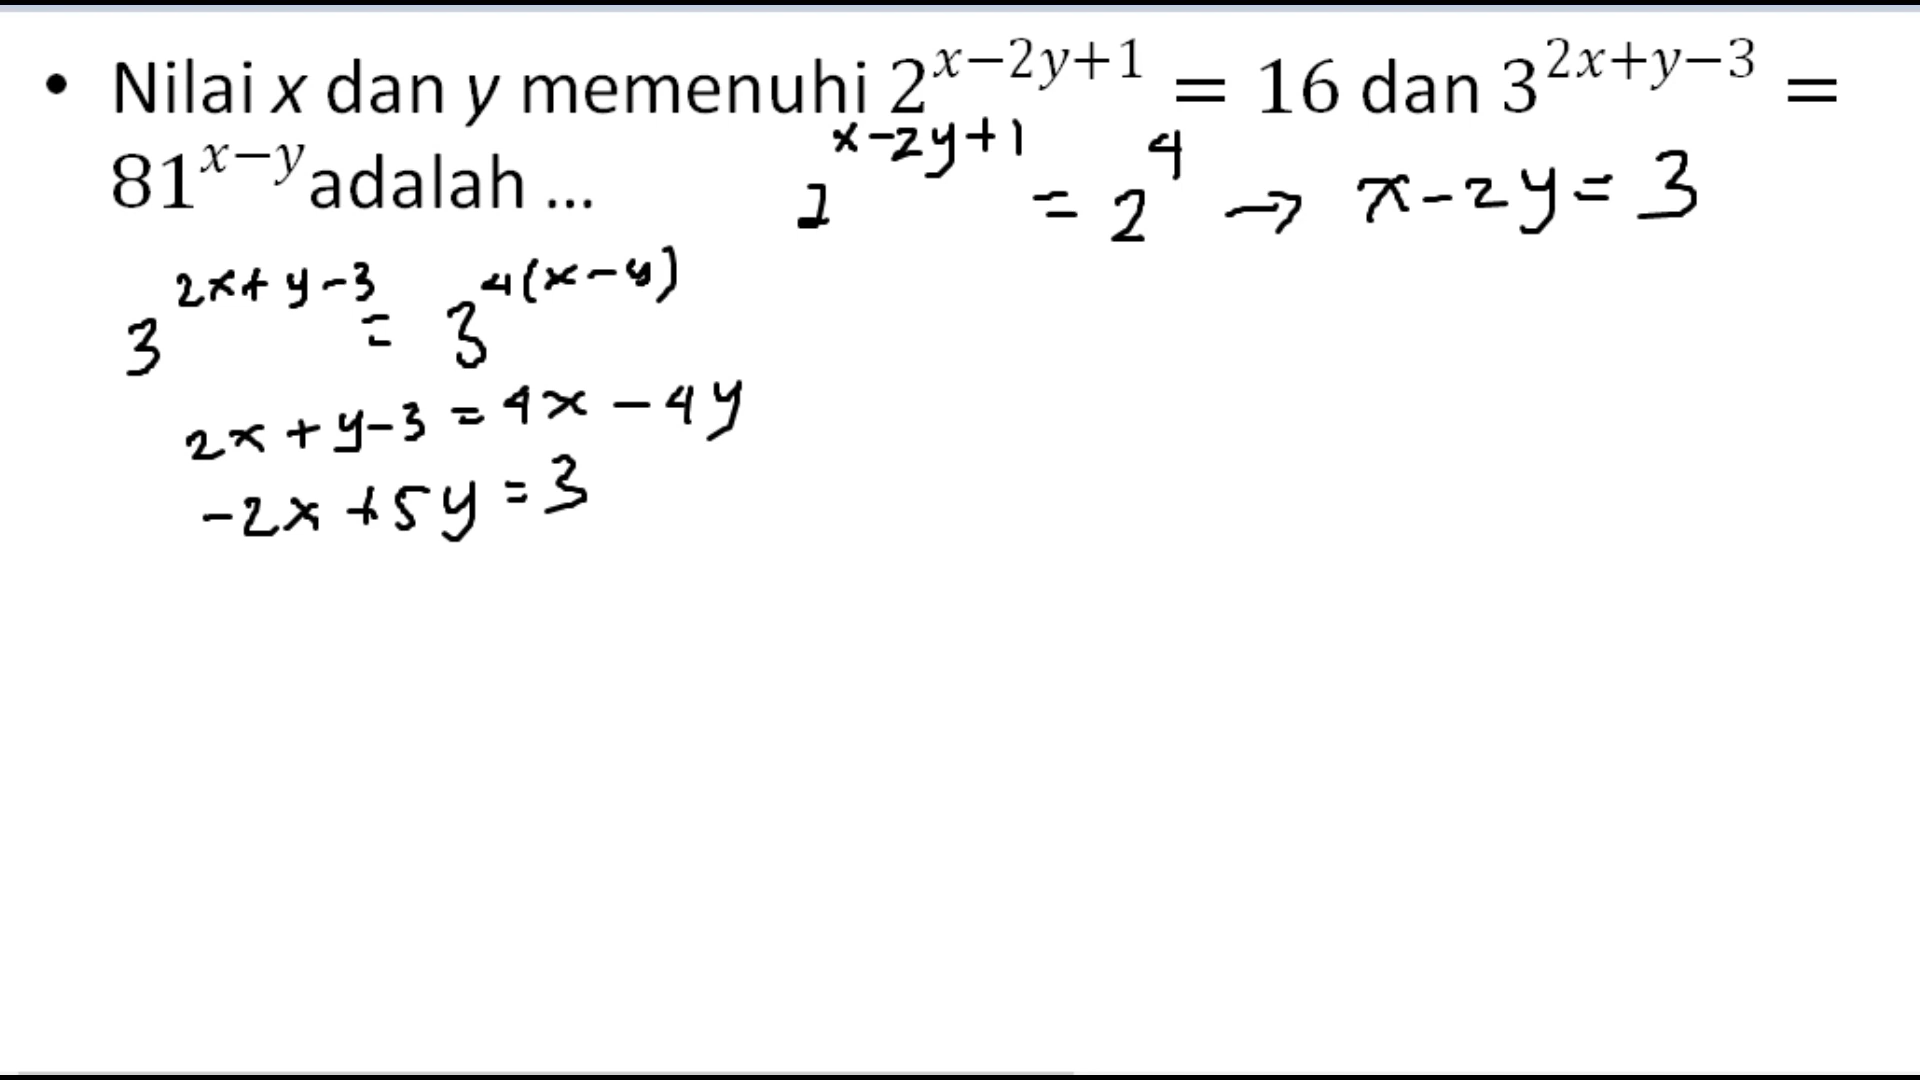 • Nilai x dan y memenuhi 2^{x−2y+1} = 16 dan 3^{2x+y−3} =
81^{x−y} adalah ...
2^{x-2y+1} = 2^4 → x-2y = 3
3^{2x+y-3} = 3^{4(x-y)}
2x+y-3 = 4x-4y
-2x+5y = 3